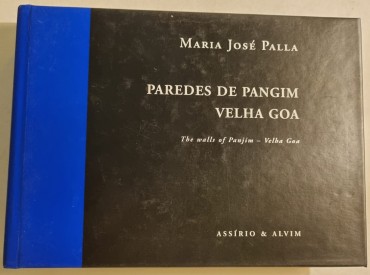 MARIA JOSÉ PALLA
PAREDES DE PANGIM
VELHA GOA
The walls of Panjim – Velha Goa
ASSÍRIO & ALVIM